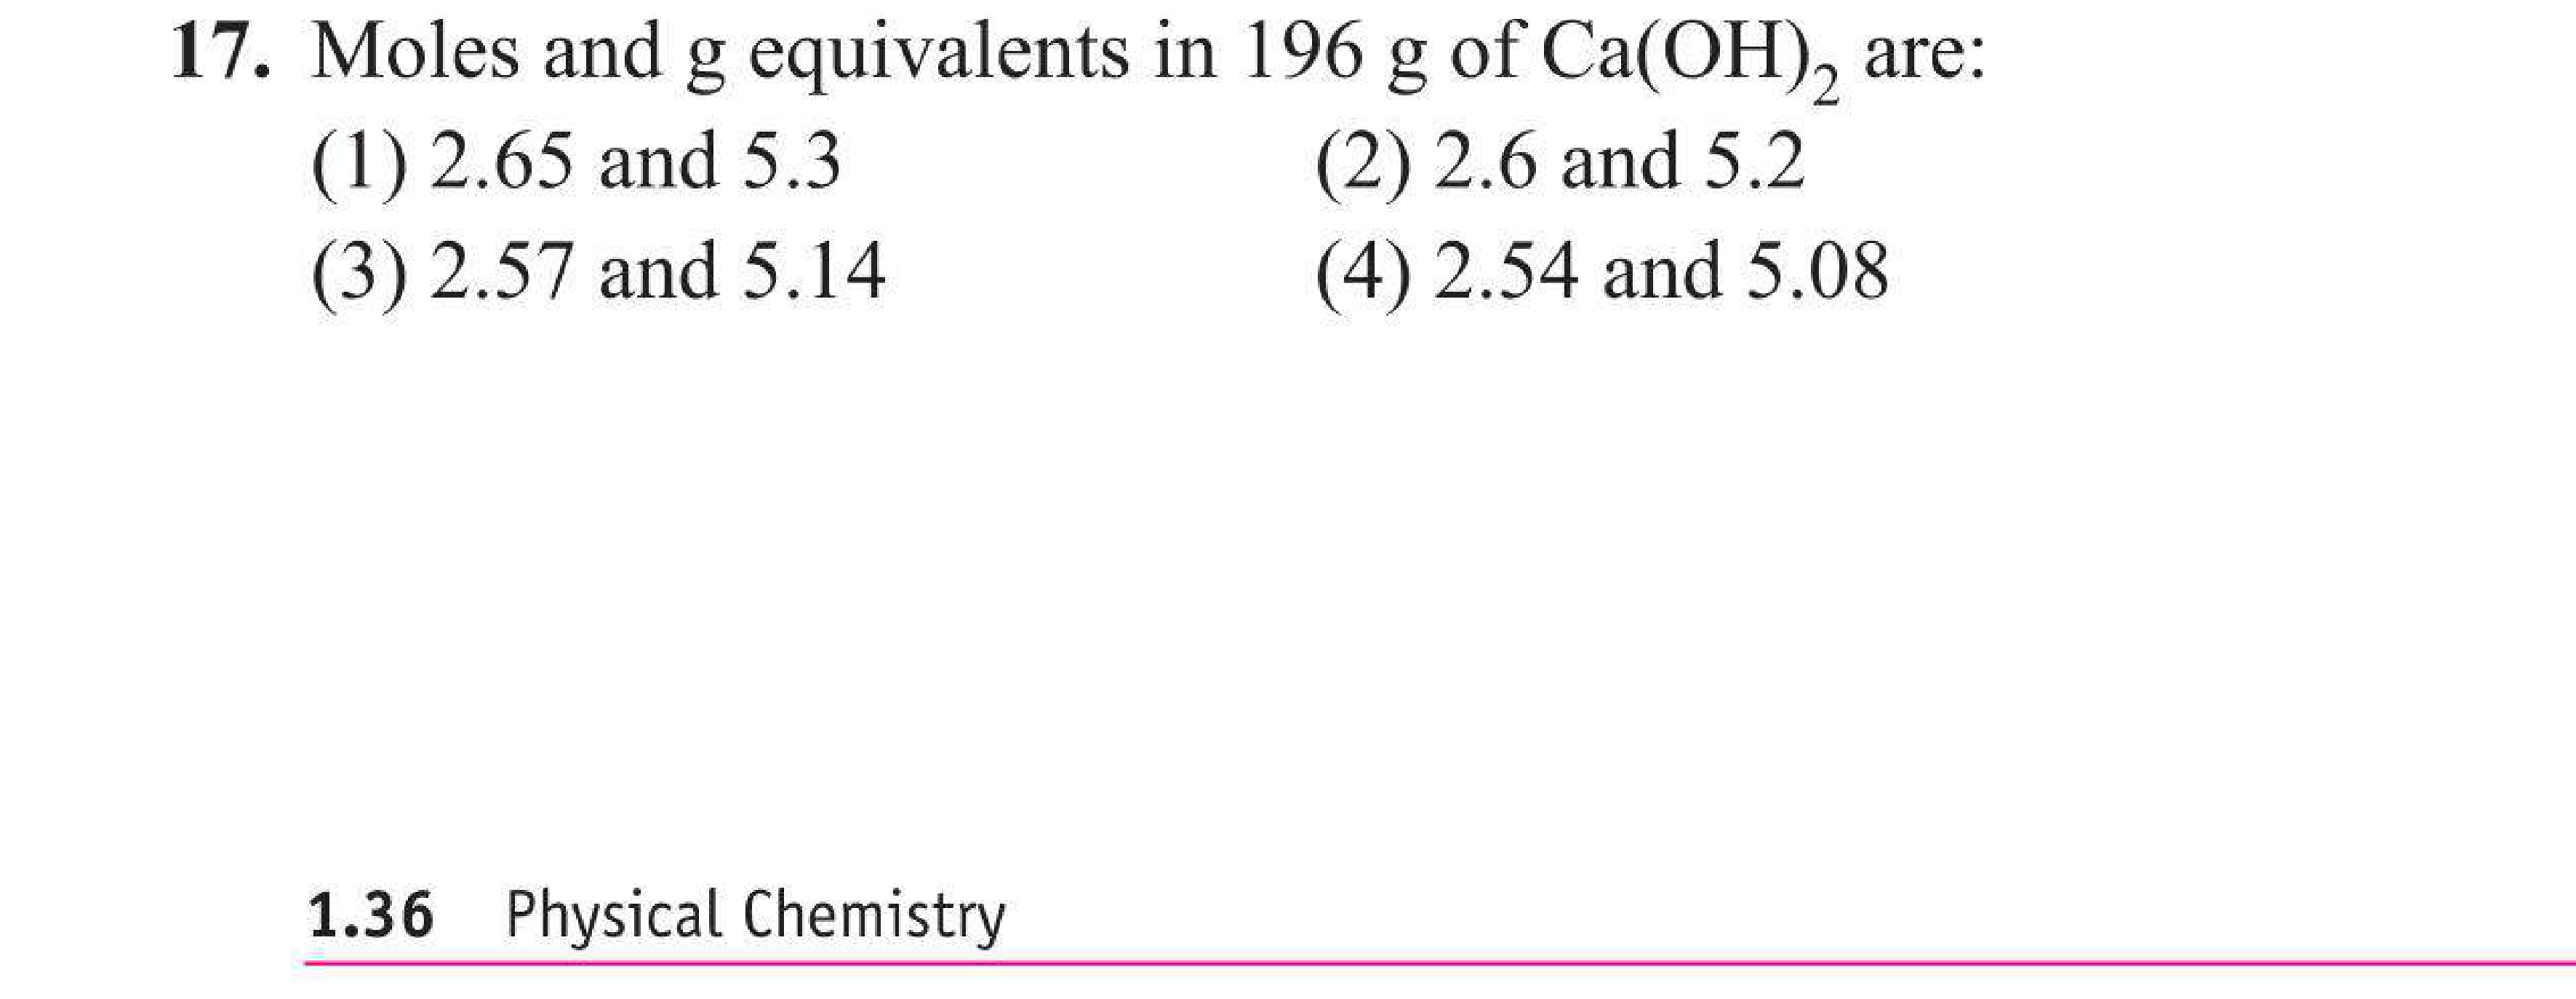 17. Moles and g equivalents in 196 g of Ca(OH)₂ are:
(1) 2.65 and 5.3 (2) 2.6 and 5.2
(3) 2.57 and 5.14 (4) 2.54 and 5.08
1.36 Physical Chemistry